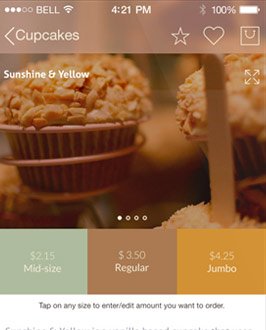 BELL 4:21 PM 100%
Cupcakes
Sunshine & Yellow
$2.15 $3.50 $4.25
Mid-size Regular Jumbo
Tap on any size to enter/edit amount you want to order.